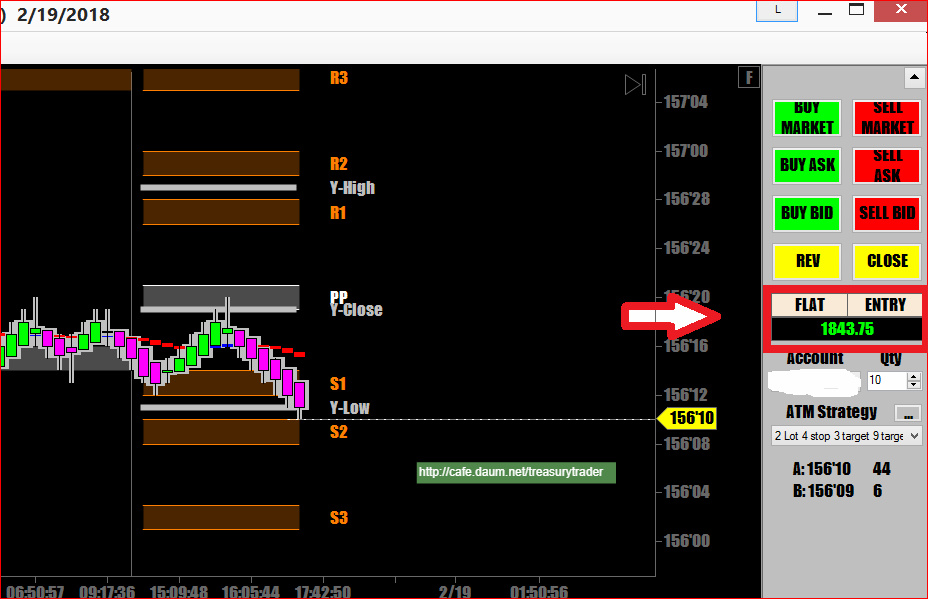 ) 2/19/2018
L
R3
F
157'04
BUY MARKET
SELL MARKET
R2
157'00
BUY ASK
SELL ASK
Y-High
156'28
R1
BUY BID
SELL BID
156'24
REV
CLOSE
PP
156'20
FLAT
ENTRY
Y-Close
1843.75
156'16
Account
Qty
S1
10
156'12
Y-Low
ATM Strategy
...
156'10
S2
2 Lot 4 stop 3 target 9 targe
156'08
http://cafe.daum.net/treasurytrader
A:156'10 44
B:156'09 6
156'04
S3
156'00
06:50:57 09:17:36 15:09:48 16:05:44 17:42:50 2/19 01:50:56